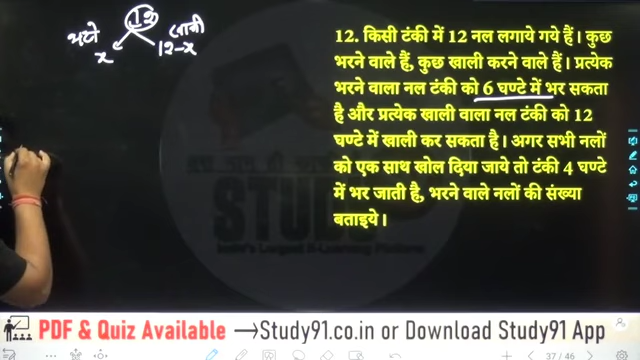 12
भरने
खाली
x
12-x
12. किसी टंकी में 12 नल लगाये गये हैं। कुछ
भरने वाले हैं, कुछ खाली करने वाले हैं। प्रत्येक
भरने वाला नल टंकी को 6 घण्टे में भर सकता
है और प्रत्येक खाली वाला नल टंकी को 12
घण्टे में खाली कर सकता है। अगर सभी नलों
को एक साथ खोल दिया जाये तो टंकी 4 घण्टे
में भर जाती है, भरने वाले नलों की संख्या
बताइये।
STUDY
India's Largest E-Learning Platform
PDF & Quiz Available →Study91.co.in or Download Study91 App
37 / 46